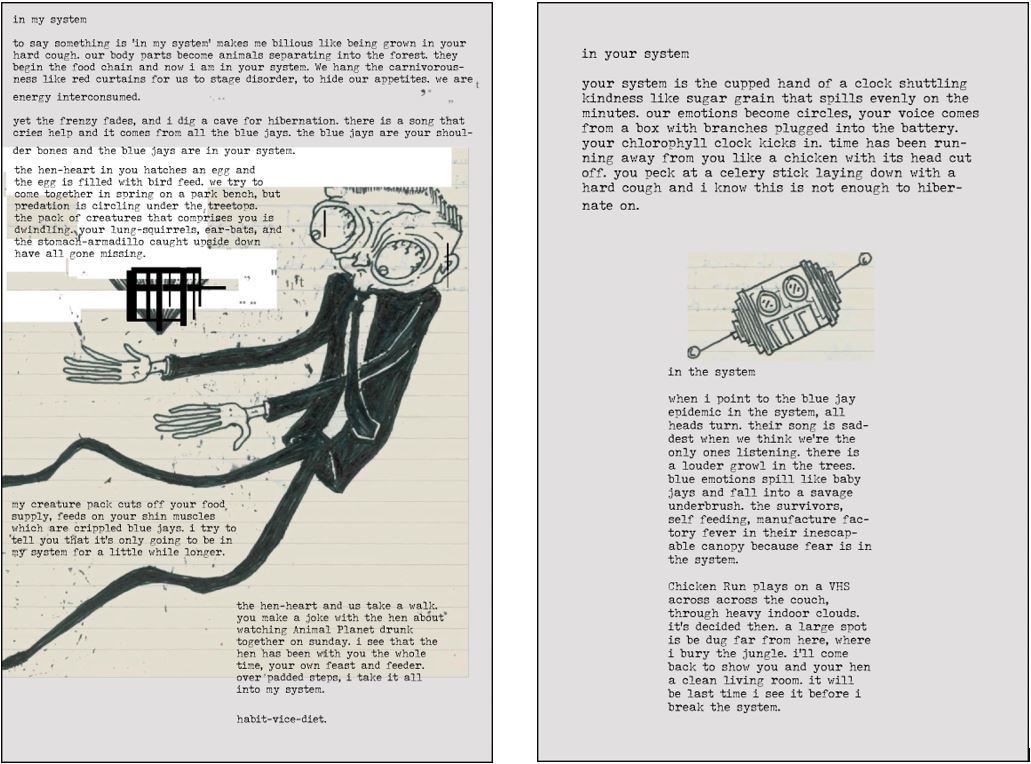 in my system
to say something is 'in my system' makes me bilious like being grown in your
hard cough. our body parts become animals separating into the forest. they
begin the food chain and now i am in your system. We hang the carnivorous-
ness like red curtains for us to stage disorder, to hide our appetites. we are
energy interconsumed.
yet the frenzy fades, and i dig a cave for hibernation. there is a song that
cries help and it comes from all the blue jays. the blue jays are your shoul-
der bones and the blue jays are in your system.
the hen-heart in you hatches an egg and
the egg is filled with bird feed. we try to
come together in spring on a park bench, but
predation is circling under the treetops.
the pack of creatures that comprises you is
dwindling. your lung-squirrels, ear-bats, and
the stomach-armadillo caught upside down
have all gone missing.
my creature pack cuts off your food
supply, feeds on your shin muscles
which are crippled blue jays. i try to
tell you that it's only going to be in
my system for a little while longer.
the hen-heart and us take a walk.
you make a joke with the hen about
watching Animal Planet drunk
together on sunday. i see that the
hen has been with you the whole
time, your own feast and feeder.
over padded steps, i take it all
into my system.
habit-vice-diet.
in your system
your system is the cupped hand of a clock shuttling
kindness like sugar grain that spills evenly on the
minutes. our emotions become circles, your voice comes
from a box with branches plugged into the battery.
your chlorophyll clock kicks in. time has been run-
ning away from you like a chicken with its head cut
off. you peck at a celery stick laying down with a
hard cough and i know this is not enough to hiber-
nate on.
in the system
when i point to the blue jay
epidemic in the system, all
heads turn. their song is sad-
dest when we think we're the
only ones listening. there is
a louder growl in the trees.
blue emotions spill like baby
jays and fall into a savage
underbrush. the survivors,
self feeding, manufacture fac-
tory fever in their inescap-
able canopy because fear is in
the system.
Chicken Run plays on a VHS
across across the couch,
through heavy indoor clouds.
it's decided then. a large spot
is be dug far from here, where
i bury the jungle. i'll come
back to show you and your hen
a clean living room. it will
be last time i see it before i
break the system.